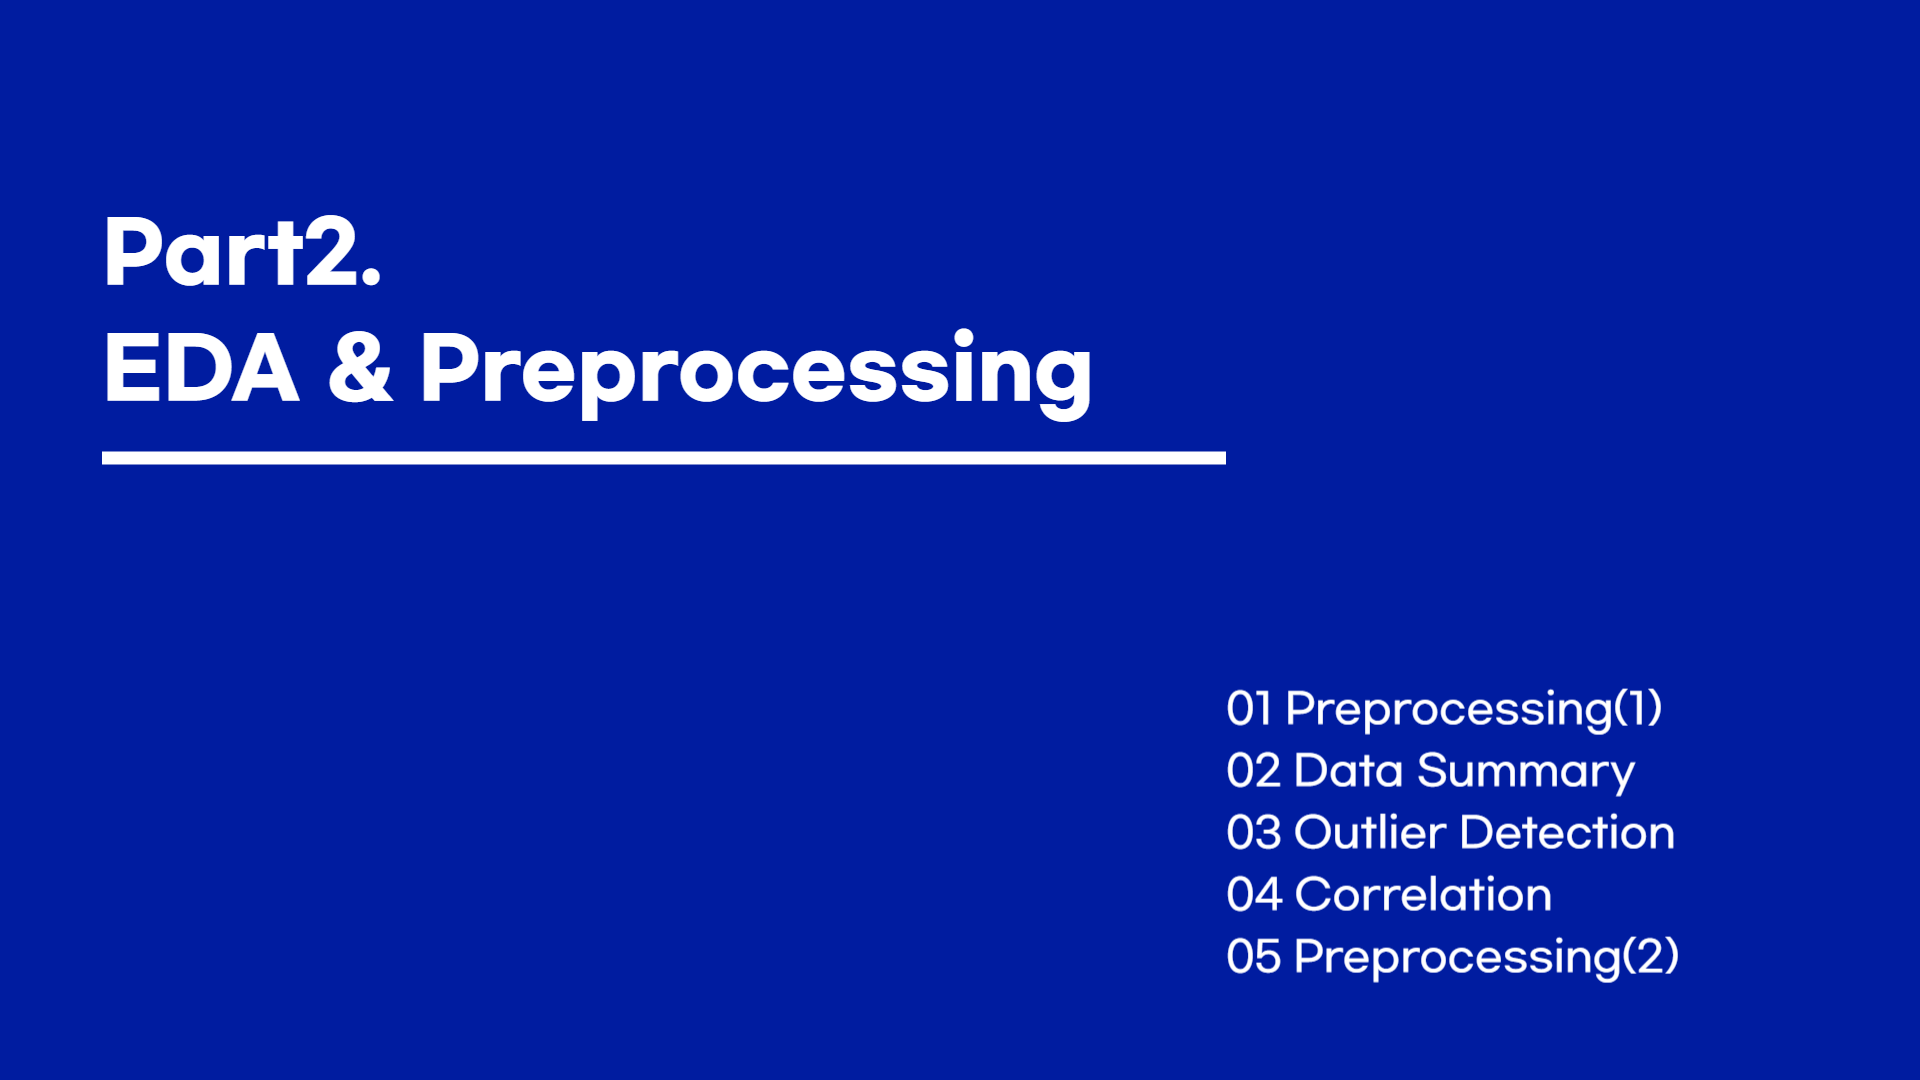 Part2.
EDA & Preprocessing
01 Preprocessing(1)
02 Data Summary
03 Outlier Detection
04 Correlation
05 Preprocessing(2)